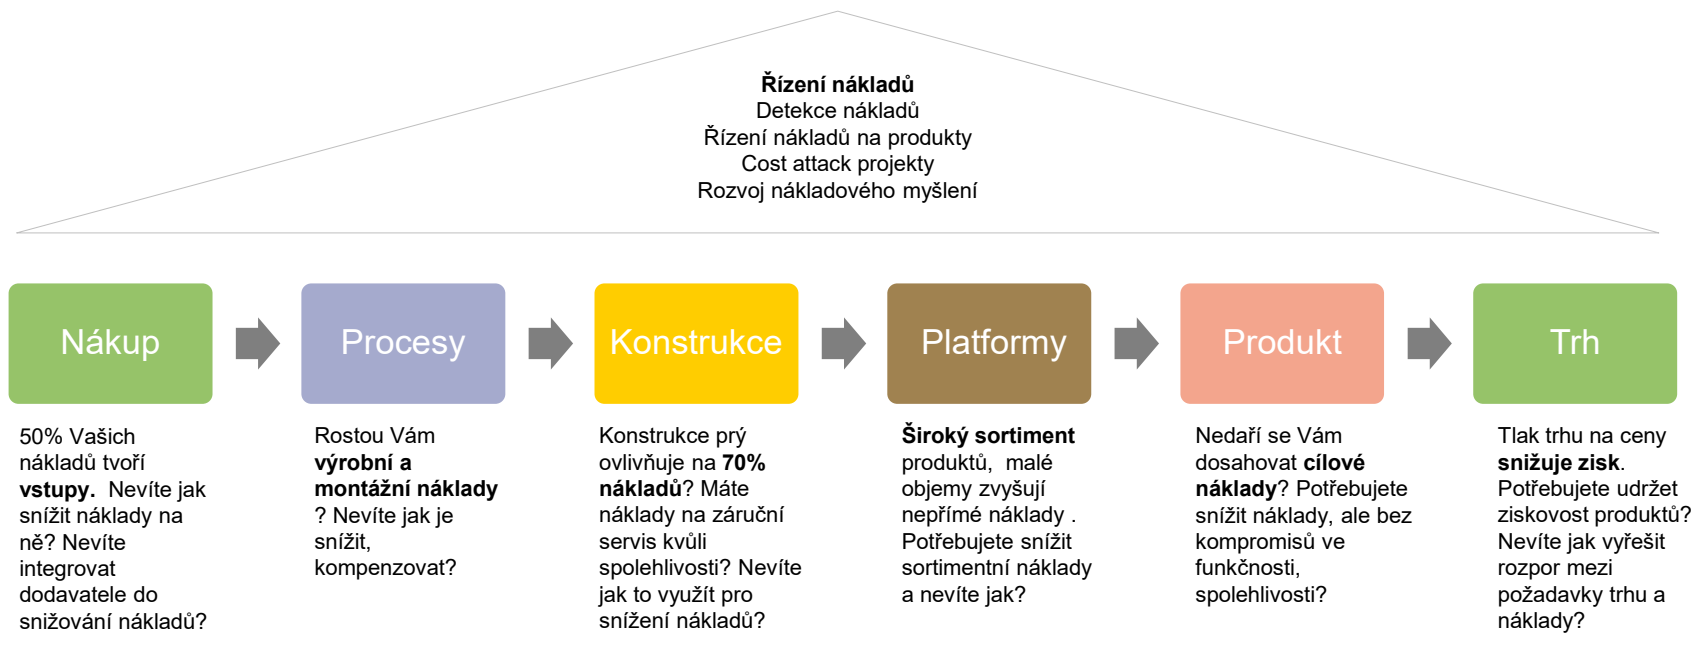 Řízení nákladů
Detekce nákladů
Řízení nákladů na produkty
Cost attack projekty
Rozvoj nákladového myšlení
Nákup
Procesy
Konstrukce
Platformy
Produkt
Trh
50% Vašich
nákladů tvoří
vstupy. Nevíte jak
snížit náklady na
ně? Nevíte
integrovat
dodavatele do
snižování nákladů?
Rostou Vám
výrobní a
montážní náklady
? Nevíte jak je
snížit,
kompenzovat?
Konstrukce prý
ovlivňuje na 70%
nákladů? Máte
náklady na záruční
servis kvůli
spolehlivosti? Nevíte
jak to využít pro
snížení nákladů?
Široký sortiment
produktů, malé
objemy zvyšují
nepřímé náklady .
Potřebujete snížit
sortimentní náklady
a nevíte jak?
Nedaří se Vám
dosahovat cílové
náklady? Potřebujete
snížit náklady, ale bez
kompromisů ve
funkčnosti,
spolehlivosti?
Tlak trhu na ceny
snižuje zisk.
Potřebujete udržet
ziskovost produktů?
Nevíte jak vyřešit
rozpor mezi
požadavky trhu a
náklady?